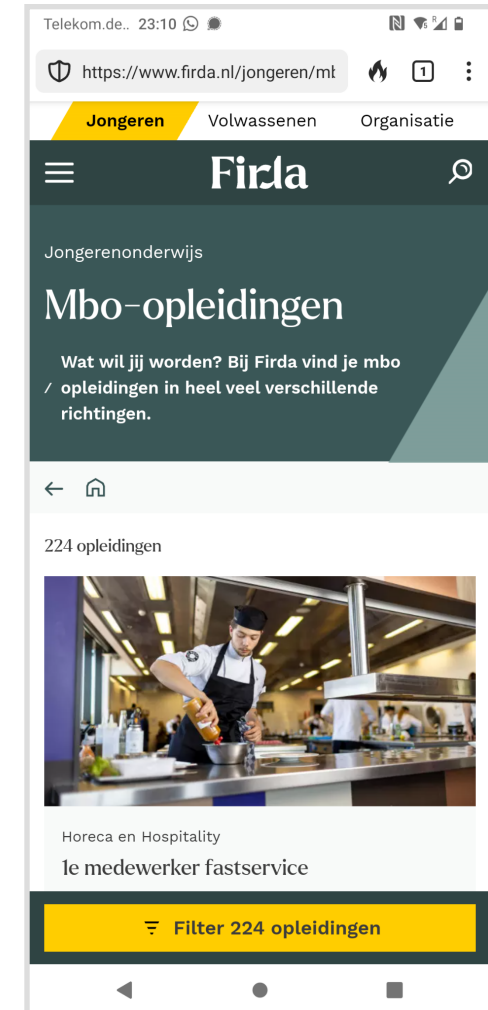 Telekom.de.. 23:10
R
https://www.firda.nl/jongeren/mb
1
Jongeren Volwassenen Organisatie
Firda
Jongerenonderwijs
Mbo-opleidingen
Wat wil jij worden? Bij Firda vind je mbo
opleidingen in heel veel verschillende
richtingen.
224 opleidingen
Horeca en Hospitality
1e medewerker fastservice
Filter 224 opleidingen